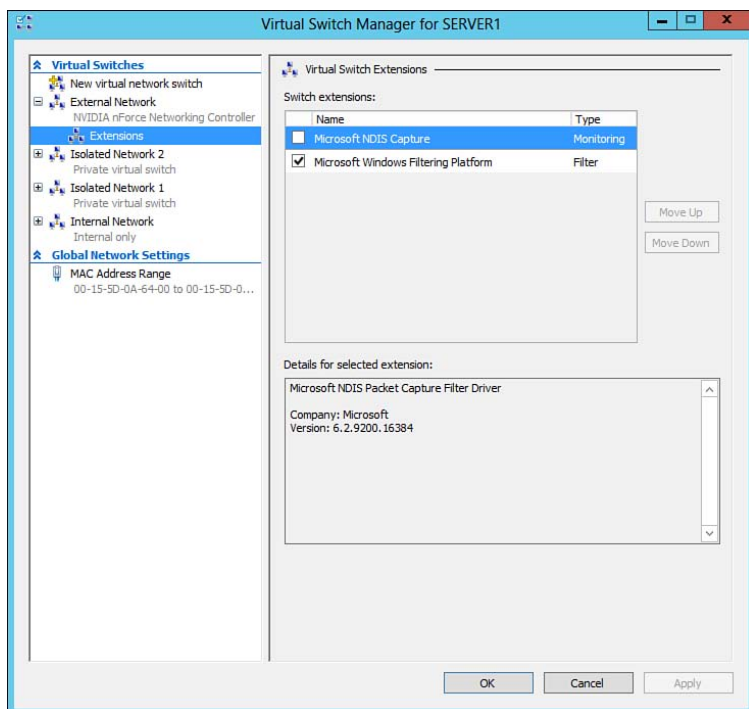 Virtual Switch Manager for SERVER1
Virtual Switches
New virtual network switch
External Network
NVIDIA nForce Networking Controller
Extensions
Isolated Network 2
Private virtual switch
Isolated Network 1
Private virtual switch
Internal Network
Internal only
Global Network Settings
MAC Address Range
00-15-5D-0A-64-00 to 00-15-5D-0...
Virtual Switch Extensions
Switch extensions:
Name Type
Microsoft NDIS Capture Monitoring
Microsoft Windows Filtering Platform Filter
Move Up
Move Down
Details for selected extension:
Microsoft NDIS Packet Capture Filter Driver
Company: Microsoft
Version: 6.2.9200.16384
OK Cancel Apply